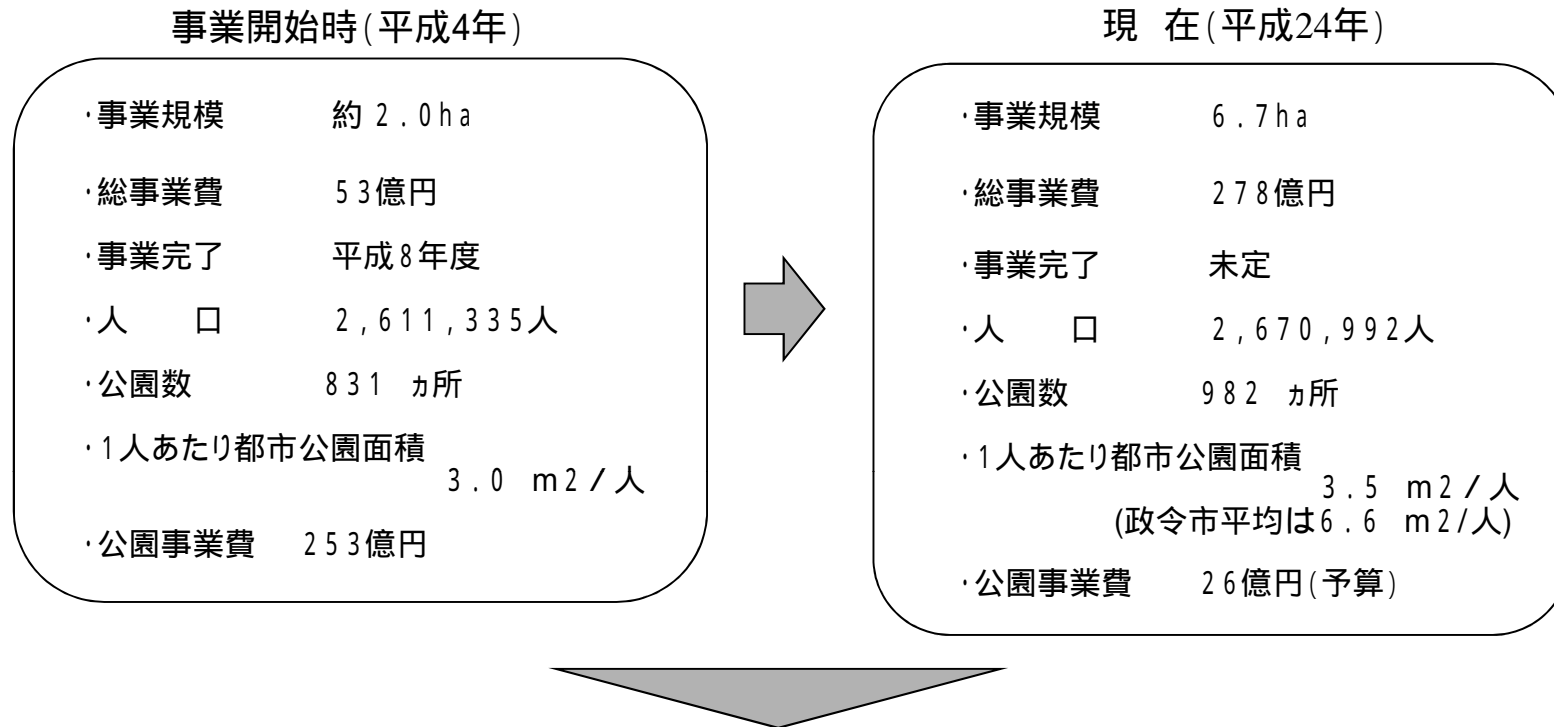 事業開始時(平成4年)
・事業規模 約2.0ha
・総事業費 53億円
・事業完了 平成8年度
・人 口 2,611,335人
・公園数 831 ヵ所
・1人あたり都市公園面積
3.0 m2/人
・公園事業費 253億円
現 在(平成24年)
・事業規模 6.7ha
・総事業費 278億円
・事業完了 未定
・人 口 2,670,992人
・公園数 982 ヵ所
・1人あたり都市公園面積
3.5 m2/人
(政令市平均は6.6 m2/人)
・公園事業費 26億円(予算)